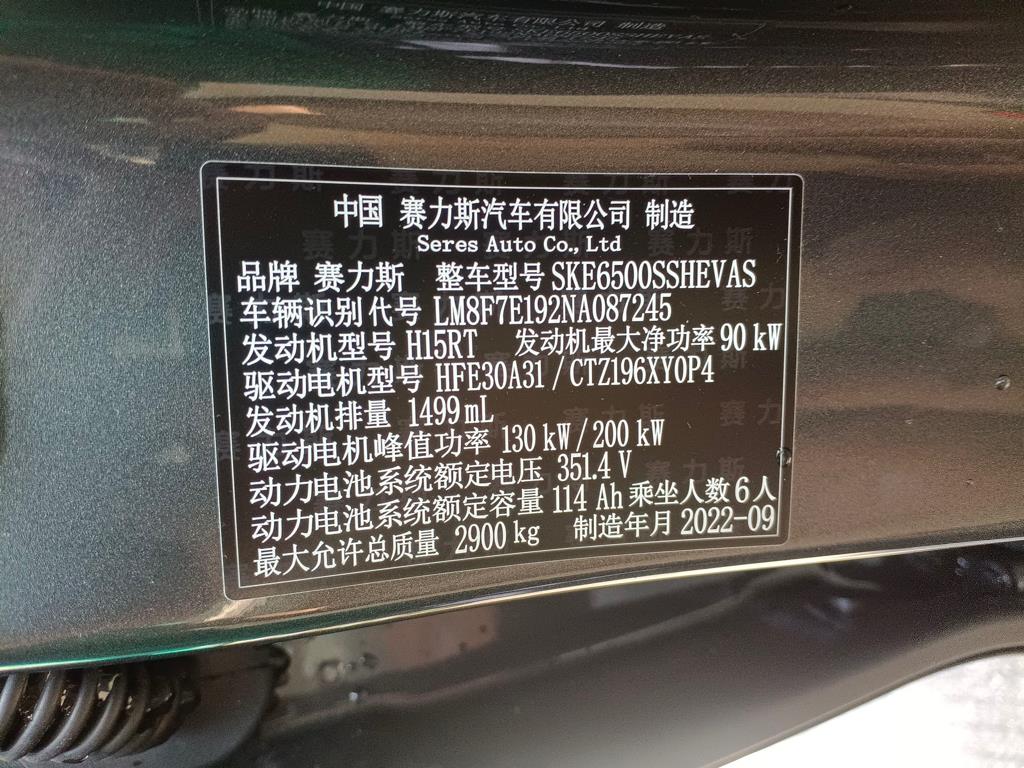 中国 赛力斯汽车有限公司 制造
Seres Auto Co., Ltd
品牌 赛力斯 整车型号 SKE6500SSHEVAS
车辆识别代号 LM8F7E192NA087245
发动机型号 H15RT 发动机最大净功率 90 kW
驱动电机型号 HFE30A31 / CTZ196XY0P4
发动机排量 1499 mL
驱动电机峰值功率 130 kW / 200 kW
动力电池系统额定电压 351.4 V
动力电池系统额定容量 114 Ah 乘坐人数 6 人
最大允许总质量 2900 kg 制造年月 2022-09